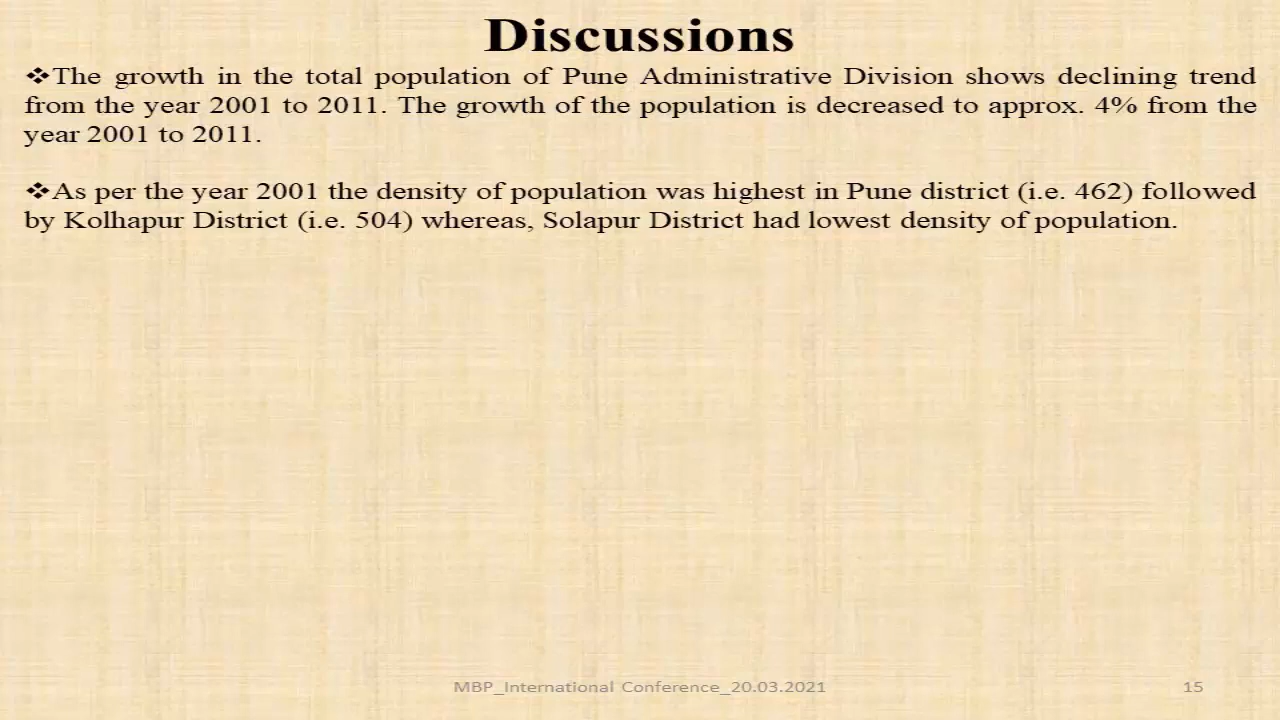 Discussions
❖The growth in the total population of Pune Administrative Division shows declining trend
from the year 2001 to 2011. The growth of the population is decreased to approx. 4% from the
year 2001 to 2011.
❖As per the year 2001 the density of population was highest in Pune district (i.e. 462) followed
by Kolhapur District (i.e. 504) whereas, Solapur District had lowest density of population.
MBP_International Conference_20.03.2021
15